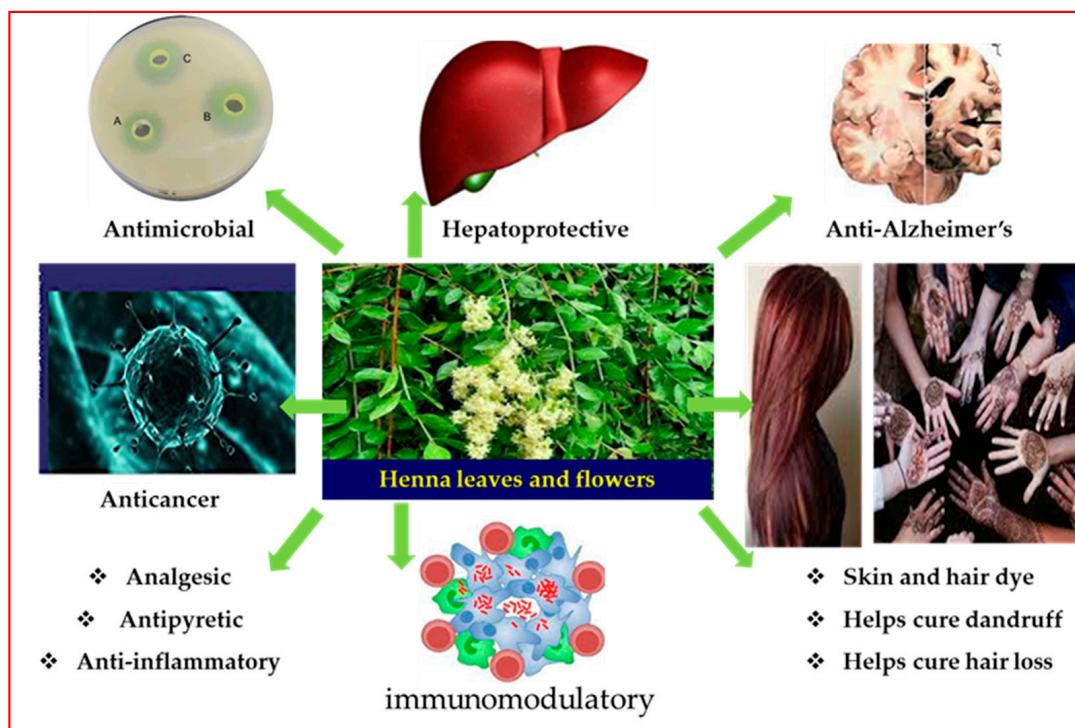 C
A
B
Antimicrobial
Hepatoprotective
Anti-Alzheimer's
Henna leaves and flowers
Anticancer
❖ Analgesic
❖ Antipyretic
❖ Anti-inflammatory
immunomodulatory
❖ Skin and hair dye
❖ Helps cure dandruff
❖ Helps cure hair loss